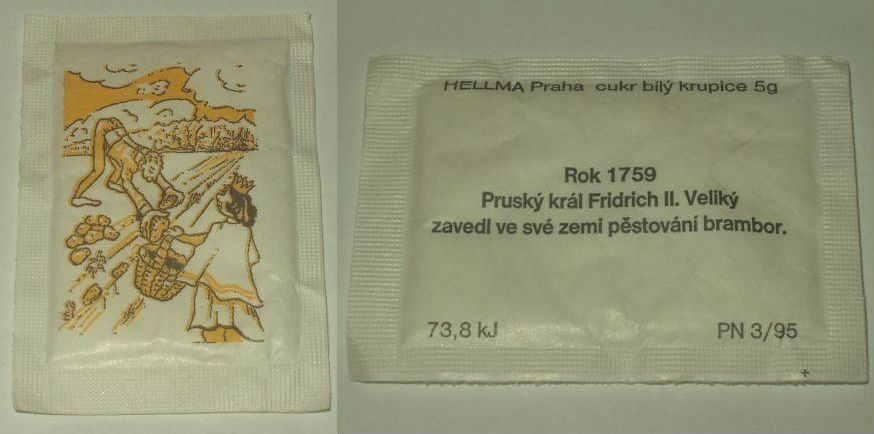 HELLMA Praha cukr bílý krupice 5g
Rok 1759
Pruský král Fridrich II. Veliký
zavedl ve své zemi pěstování brambor.
73,8 kJ
PN 3/95